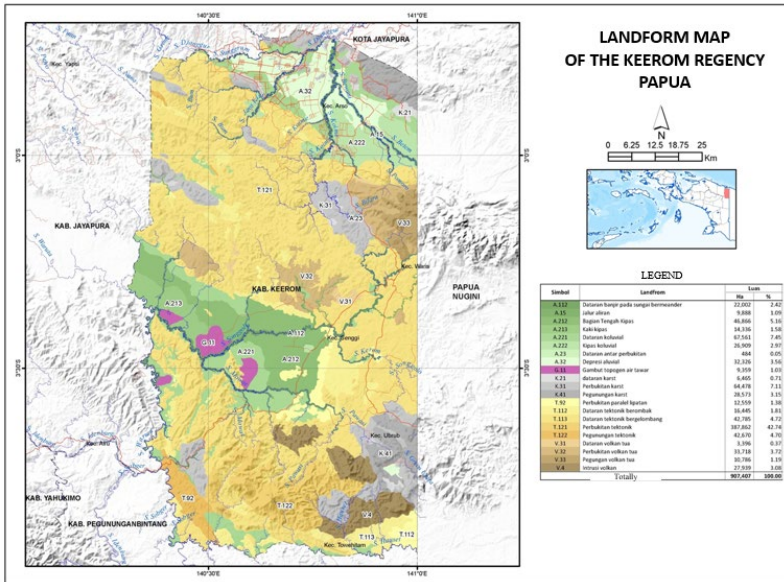 140°30'E
141°0'E
KOTA JAYAPURA
Kec. Yapsi
A.32
Kec. Arso
K.21
A.15
A.222
3°0'S
3°0'S
T.121
K.31
A.23
V.33
KAB. JAYAPURA
Kec. Waris
V.32
KAB. KEEROM
PAPUA
NUGINI
V.31
A.213
A.112
G.11
Kec. Senggi
A.221
A.212
3°30'S
3°30'S
Kec. Ubrub
K.41
KAB. YAHUKIMO
T.92
T.122
V.4
KAB. PEGUNUNGANBINTANG
T.113
T.112
140°30'E
141°0'E
LANDFORM MAP
OF THE KEEROM REGENCY
PAPUA
N
0 6.25 12.5 18.75 25
Km
LEGEND
Simbol Landfrom Luas
Ha %
A.112 Dataran banjir pada sungai bermeander 22,002 2.42
A.15 Jalur aliran 9,888 1.09
A.212 Bagian Tengah Kipas 46,866 5.16
A.213 Kaki kipas 14,336 1.58
A.221 Dataran koluvial 67,561 7.45
A.222 Kipas koluvial 26,909 2.97
A.23 Dataran antar perbukitan 484 0.05
A.32 Depresi aluvial 32,326 3.56
G.11 Gambut topogen air tawar 9,359 1.03
K.21 dataran karst 6,465 0.71
K.31 Perbukitan karst 64,478 7.11
K.41 Pegunungan karst 28,573 3.15
T.92 Perbukitan paralel lipatan 12,559 1.38
T.112 Dataran tektonik berombak 16,445 1.81
T.113 Dataran tektonik bergelombang 42,785 4.72
T.121 Perbukitan tektonik 387,862 42.74
T.122 Pegunungan tektonik 42,670 4.70
V.31 Dataran volkan tua 3,396 0.37
V.32 Perbukitan volkan tua 33,718 3.72
V.33 Pegungan volkan tua 10,786 1.19
V.4 Intrusi volkan 27,939 3.08
Totally 907,407 100.00